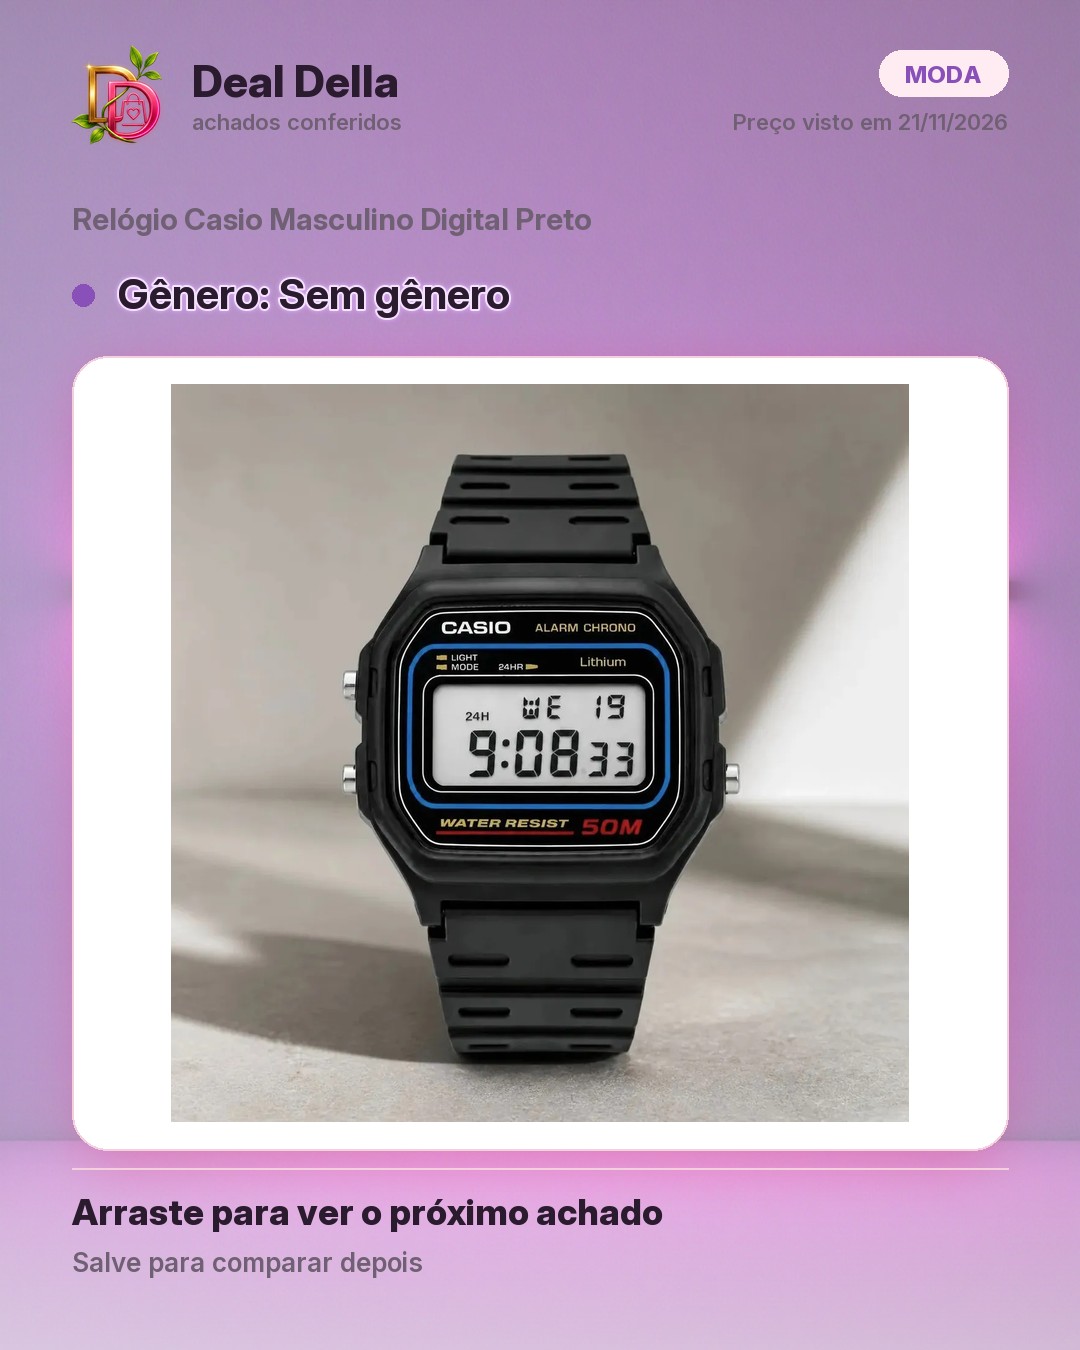 Deal Della
achados conferidos
MODA
Preço visto em 21/11/2026
Relógio Casio Masculino Digital Preto
Gênero: Sem gênero
CASIO ALARM CHRONO
LIGHT
MODE 24HR Lithium
24H WE 19
9:08 33
WATER RESIST 50M
Arraste para ver o próximo achado
Salve para comparar depois